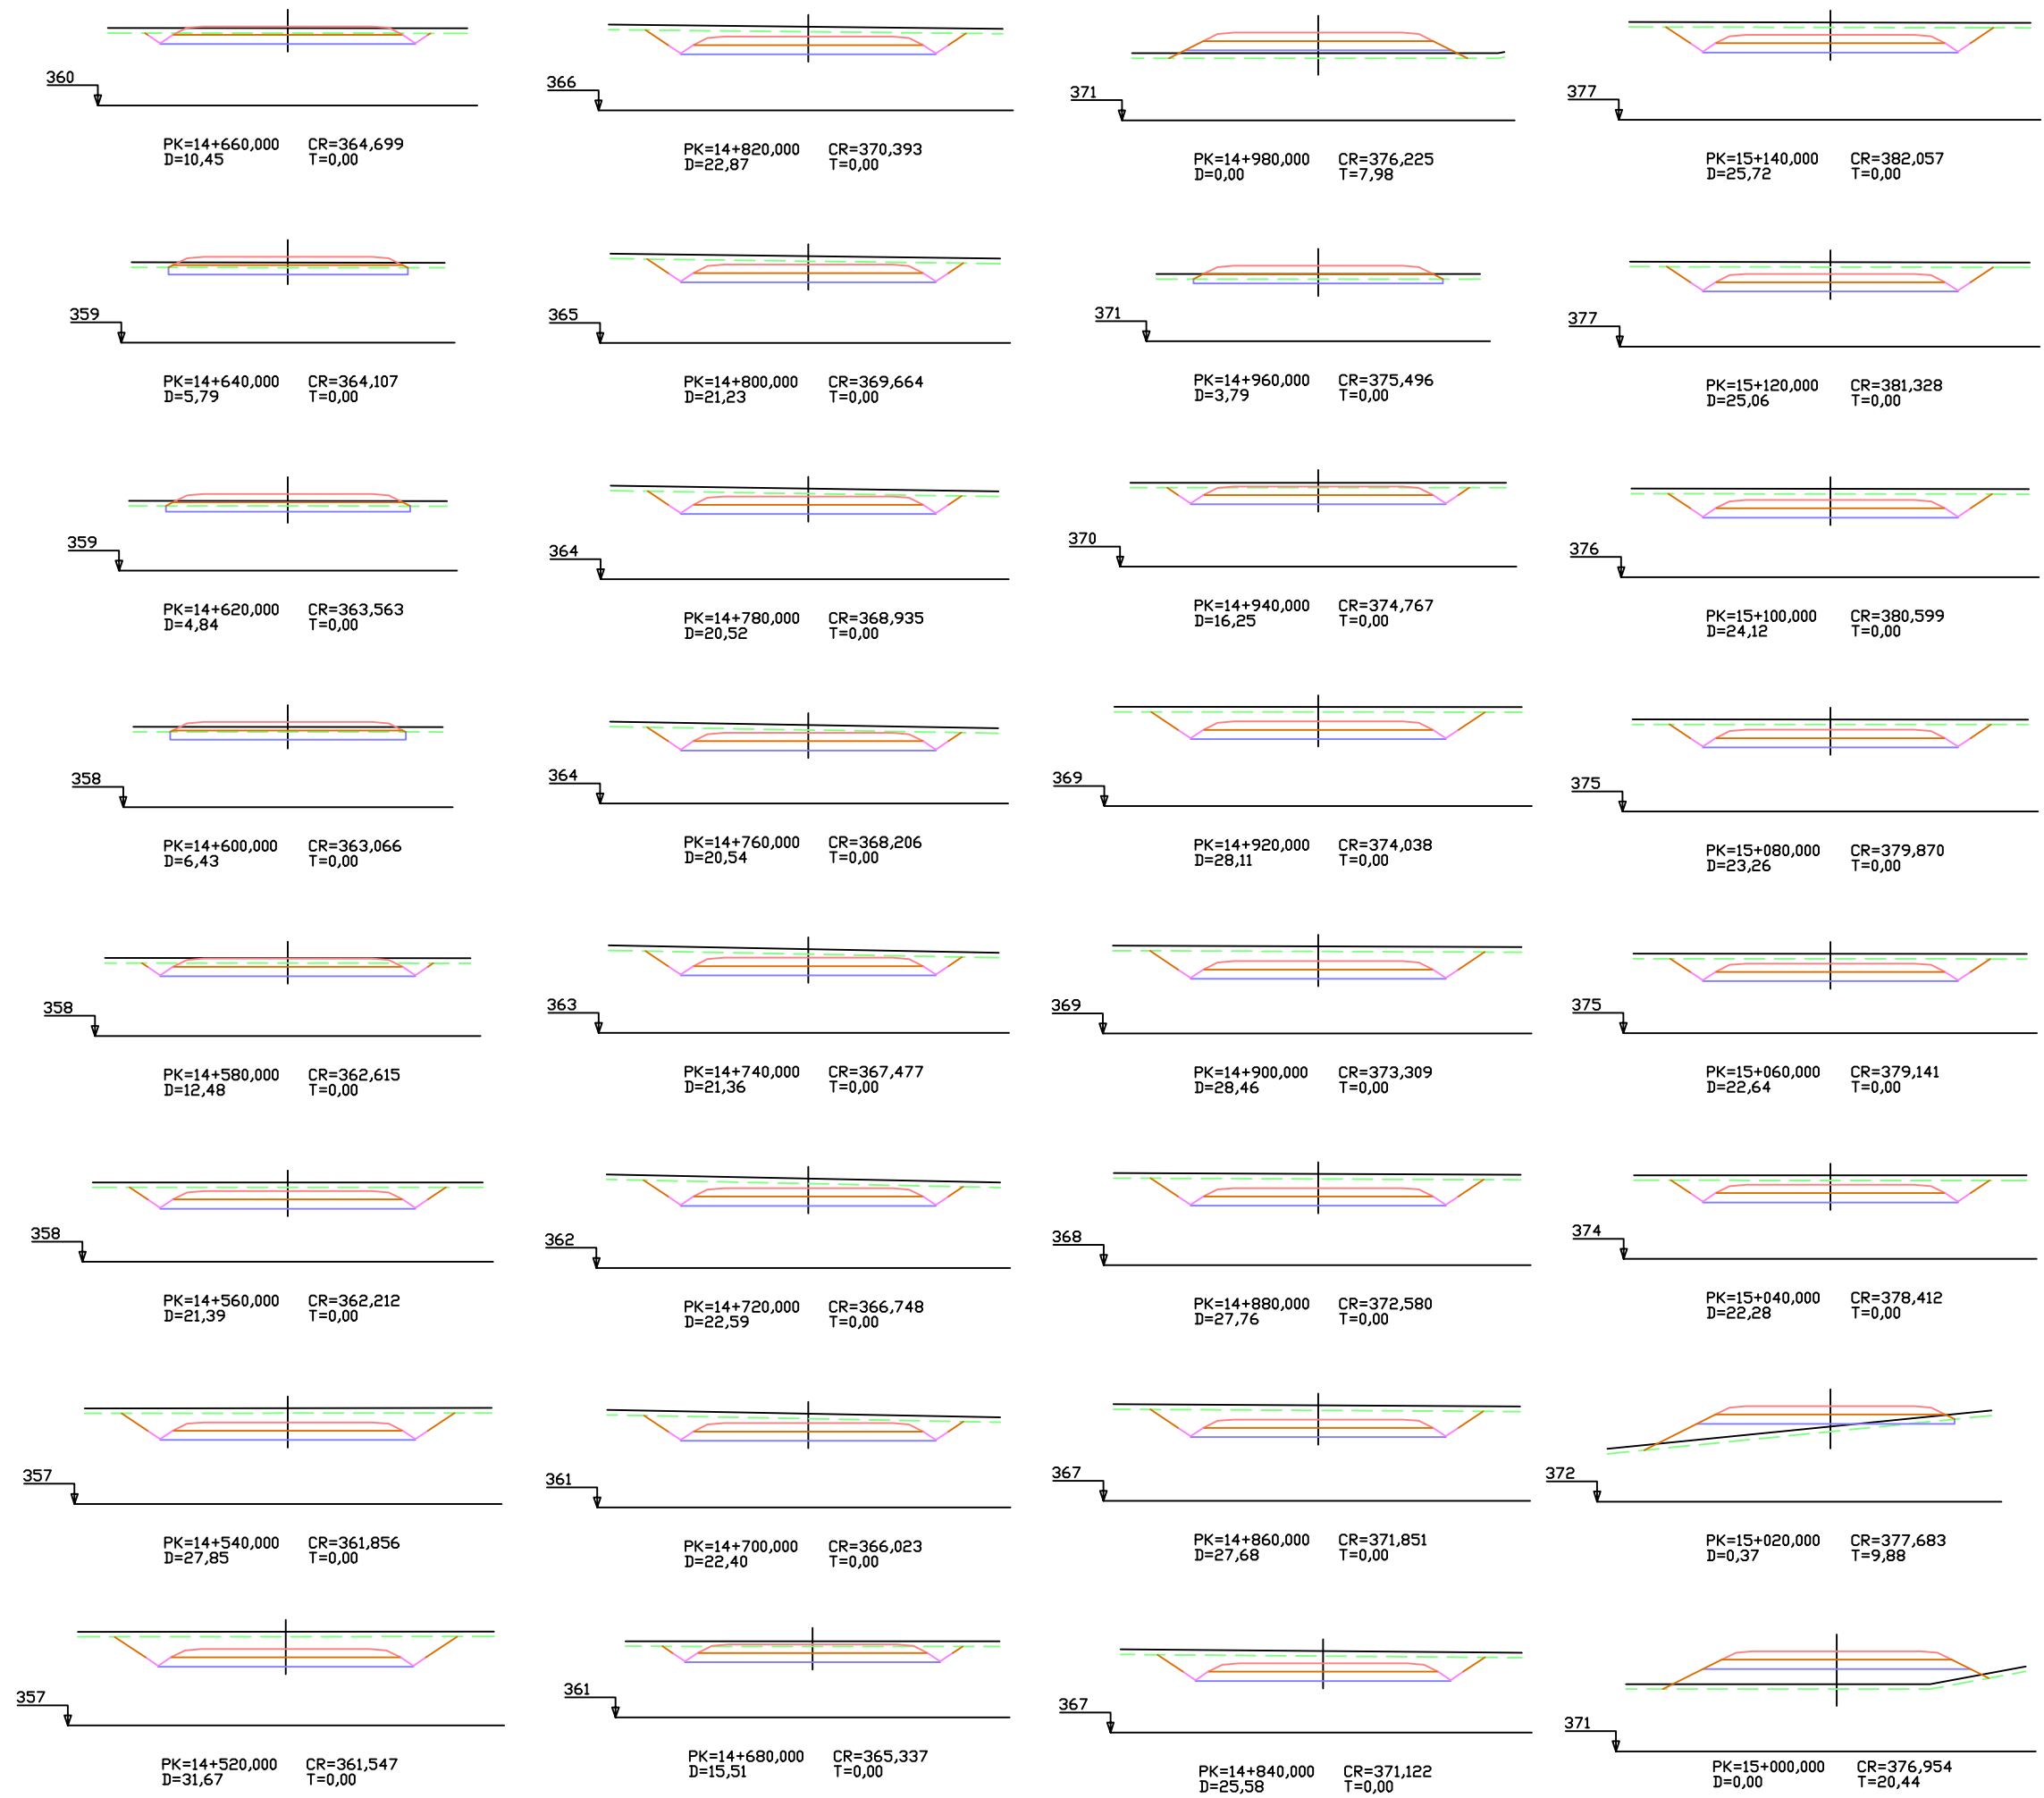 360
PK=14+660,000 CR=364,699
D=10,45 T=0,00
366
PK=14+820,000 CR=370,393
D=22,87 T=0,00
371
PK=14+980,000 CR=376,225
D=0,00 T=7,98
377
PK=15+140,000 CR=382,057
D=25,72 T=0,00
359
PK=14+640,000 CR=364,107
D=5,79 T=0,00
365
PK=14+800,000 CR=369,664
D=21,23 T=0,00
371
PK=14+960,000 CR=375,496
D=3,79 T=0,00
377
PK=15+120,000 CR=381,328
D=25,06 T=0,00
359
PK=14+620,000 CR=363,563
D=4,84 T=0,00
364
PK=14+780,000 CR=368,935
D=20,52 T=0,00
370
PK=14+940,000 CR=374,767
D=16,25 T=0,00
376
PK=15+100,000 CR=380,599
D=24,12 T=0,00
358
PK=14+600,000 CR=363,066
D=6,43 T=0,00
364
PK=14+760,000 CR=368,206
D=20,54 T=0,00
369
PK=14+920,000 CR=374,038
D=28,11 T=0,00
375
PK=15+080,000 CR=379,870
D=23,26 T=0,00
358
PK=14+580,000 CR=362,615
D=12,48 T=0,00
363
PK=14+740,000 CR=367,477
D=21,36 T=0,00
369
PK=14+900,000 CR=373,309
D=28,46 T=0,00
375
PK=15+060,000 CR=379,141
D=22,64 T=0,00
358
PK=14+560,000 CR=362,212
D=21,39 T=0,00
362
PK=14+720,000 CR=366,748
D=22,59 T=0,00
368
PK=14+880,000 CR=372,580
D=27,76 T=0,00
374
PK=15+040,000 CR=378,412
D=22,28 T=0,00
357
PK=14+540,000 CR=361,856
D=27,85 T=0,00
361
PK=14+700,000 CR=366,023
D=22,40 T=0,00
367
PK=14+860,000 CR=371,851
D=27,68 T=0,00
372
PK=15+020,000 CR=377,683
D=0,37 T=9,88
357
PK=14+520,000 CR=361,547
D=31,67 T=0,00
361
PK=14+680,000 CR=365,337
D=15,51 T=0,00
367
PK=14+840,000 CR=371,122
D=25,58 T=0,00
371
PK=15+000,000 CR=376,954
D=0,00 T=20,44